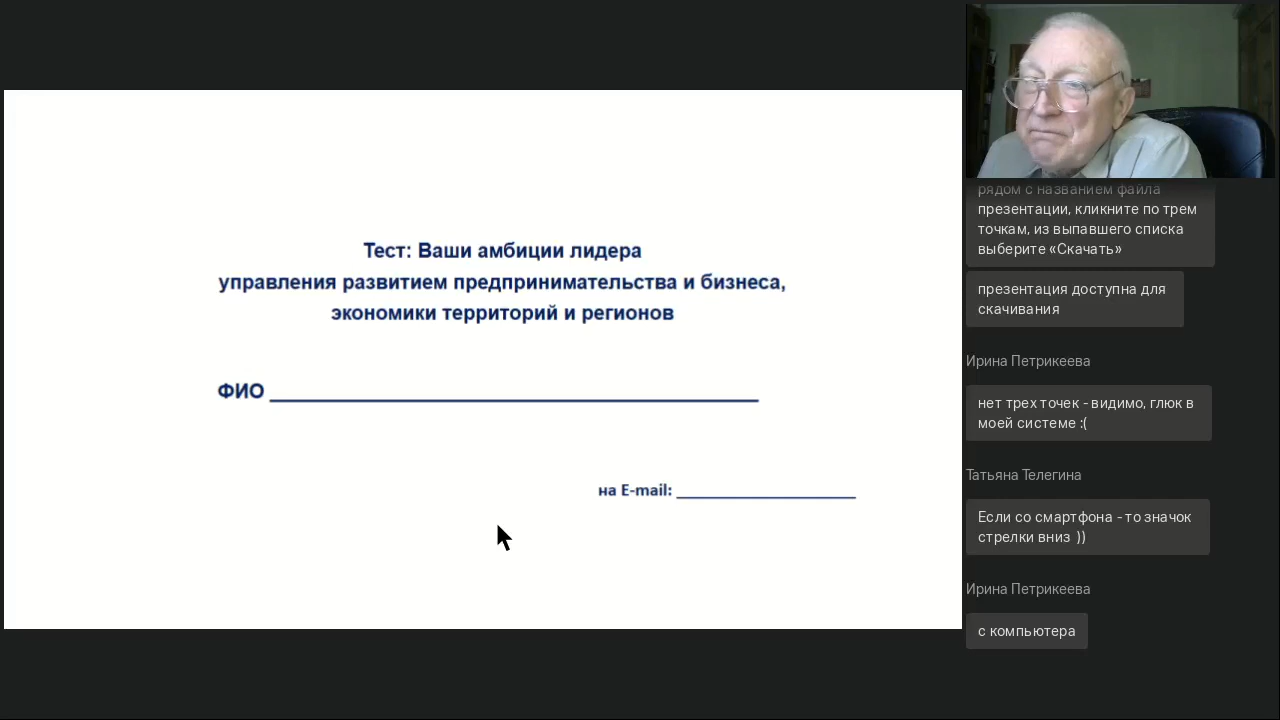 Тест: Ваши амбиции лидера
управления развитием предпринимательства и бизнеса,
экономики территорий и регионов
ФИО
на E-mail:
рядом с названием файла
презентации, кликните по трем
точкам, из выпавшего списка
выберите «Скачать»
презентация доступна для
скачивания
Ирина Петрикеева
нет трех точек - видимо, глюк в
моей системе :(
Татьяна Телегина
Если со смартфона - то значок
стрелки вниз ))
Ирина Петрикеева
с компьютера